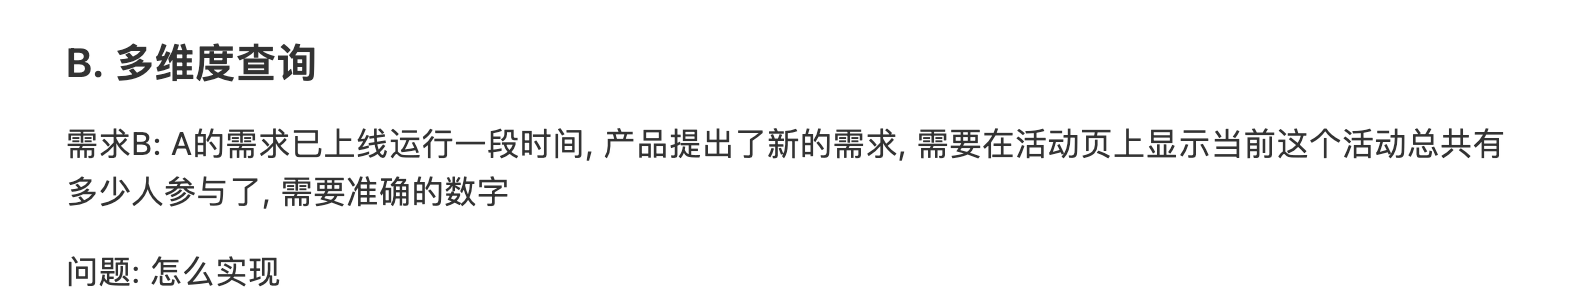 B. 多维度查询
需求B: A的需求已上线运行一段时间, 产品提出了新的需求, 需要在活动页上显示当前这个活动总共有
多少人参与了, 需要准确的数字
问题: 怎么实现